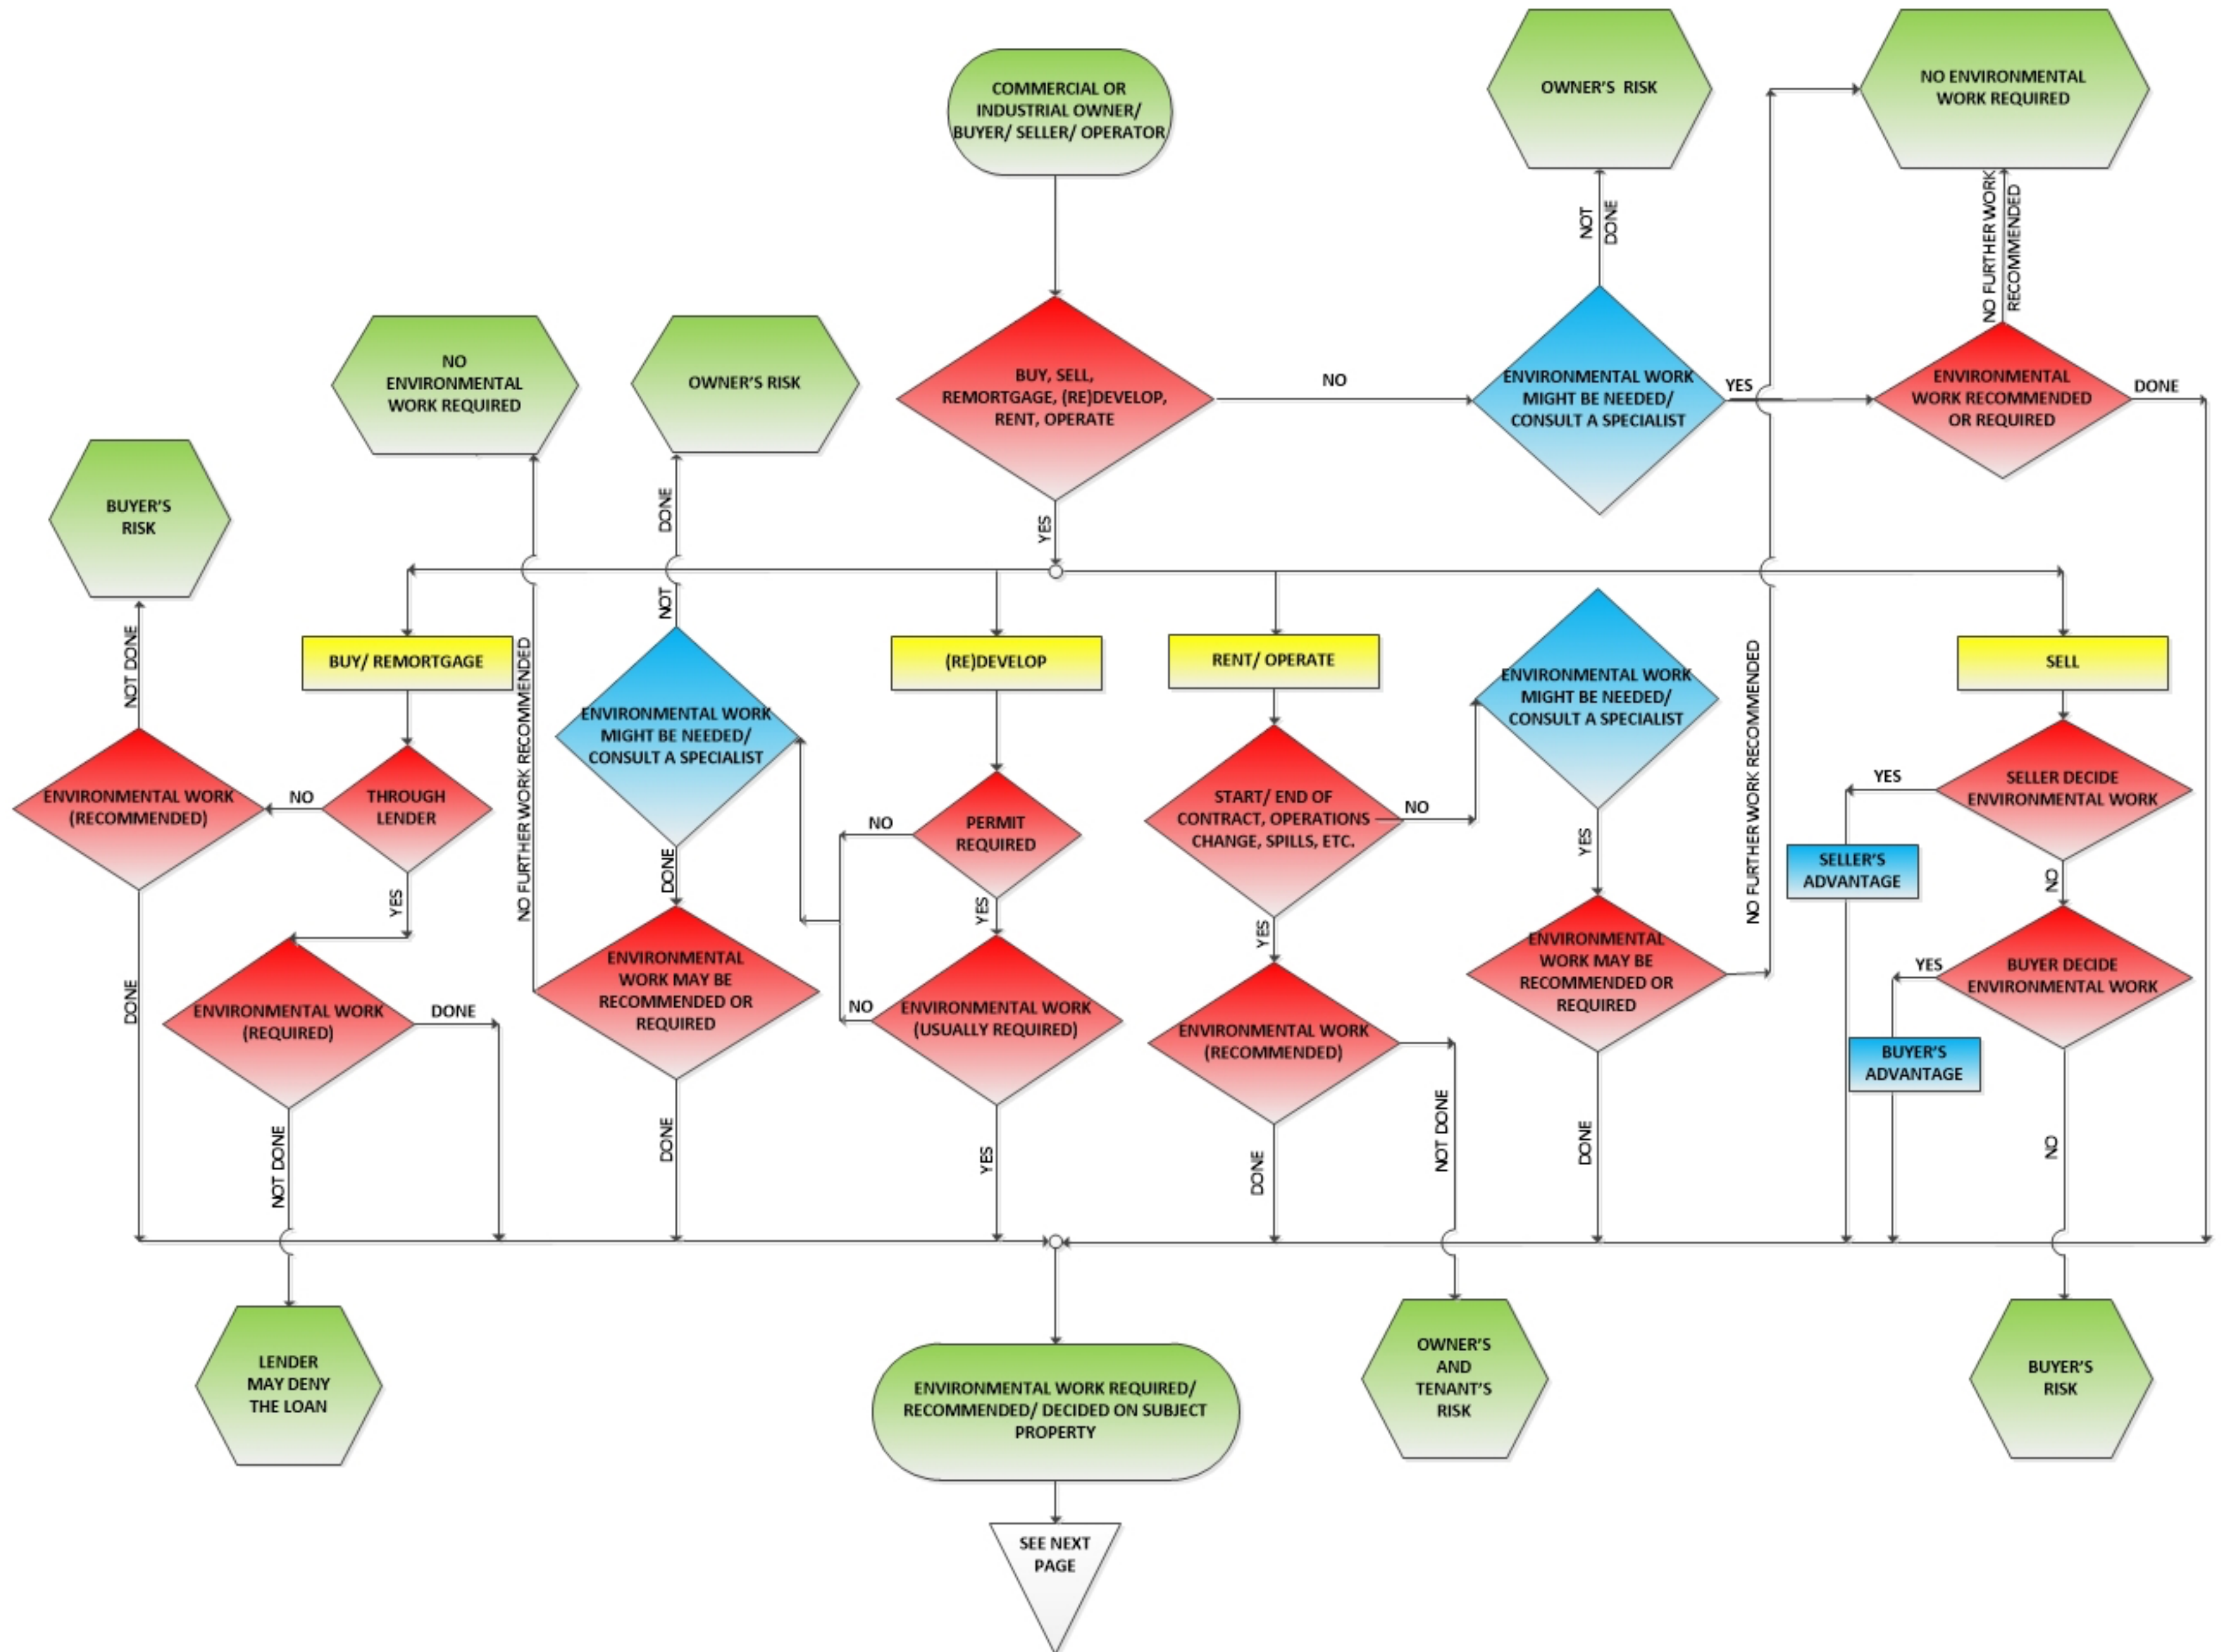 COMMERCIAL OR
INDUSTRIAL OWNER/
BUYER/ SELLER/ OPERATOR
OWNER'S  RISK
NO ENVIRONMENTAL
WORK REQUIRED
NOT
DONE
NO FURTHER WORK
RECOMMENDED
BUY, SELL,
REMORTGAGE, (RE)DEVELOP,
RENT, OPERATE
NO
ENVIRONMENTAL WORK
MIGHT BE NEEDED/
CONSULT A SPECIALIST
YES
ENVIRONMENTAL
WORK RECOMMENDED
OR REQUIRED
DONE
NO
ENVIRONMENTAL
WORK REQUIRED
OWNER'S RISK
BUYER'S
RISK
DONE
NOT
YES
NOT DONE
BUY/ REMORTGAGE
NO FURTHER WORK RECOMMENDED
(RE)DEVELOP
RENT/ OPERATE
SELL
ENVIRONMENTAL WORK
MIGHT BE NEEDED/
CONSULT A SPECIALIST
ENVIRONMENTAL WORK
MIGHT BE NEEDED/
CONSULT A SPECIALIST
NO FURTHER WORK RECOMMENDED
ENVIRONMENTAL WORK
(RECOMMENDED)
NO
THROUGH
LENDER
YES
DONE
NO
PERMIT
REQUIRED
YES
START/ END OF
CONTRACT, OPERATIONS
CHANGE, SPILLS, ETC.
NO
YES
YES
YES
SELLER DECIDE
ENVIRONMENTAL WORK
SELLER'S
ADVANTAGE
NO
DONE
ENVIRONMENTAL WORK
(REQUIRED)
DONE
ENVIRONMENTAL
WORK MAY BE
RECOMMENDED OR
REQUIRED
NO
ENVIRONMENTAL WORK
(USUALLY REQUIRED)
ENVIRONMENTAL WORK
(RECOMMENDED)
ENVIRONMENTAL
WORK MAY BE
RECOMMENDED OR
REQUIRED
YES
BUYER DECIDE
ENVIRONMENTAL WORK
BUYER'S
ADVANTAGE
NOT DONE
DONE
YES
DONE
NOT DONE
DONE
NO
LENDER
MAY DENY
THE LOAN
ENVIRONMENTAL WORK REQUIRED/
RECOMMENDED/ DECIDED ON SUBJECT
PROPERTY
OWNER'S
AND
TENANT'S
RISK
BUYER'S
RISK
SEE NEXT
PAGE